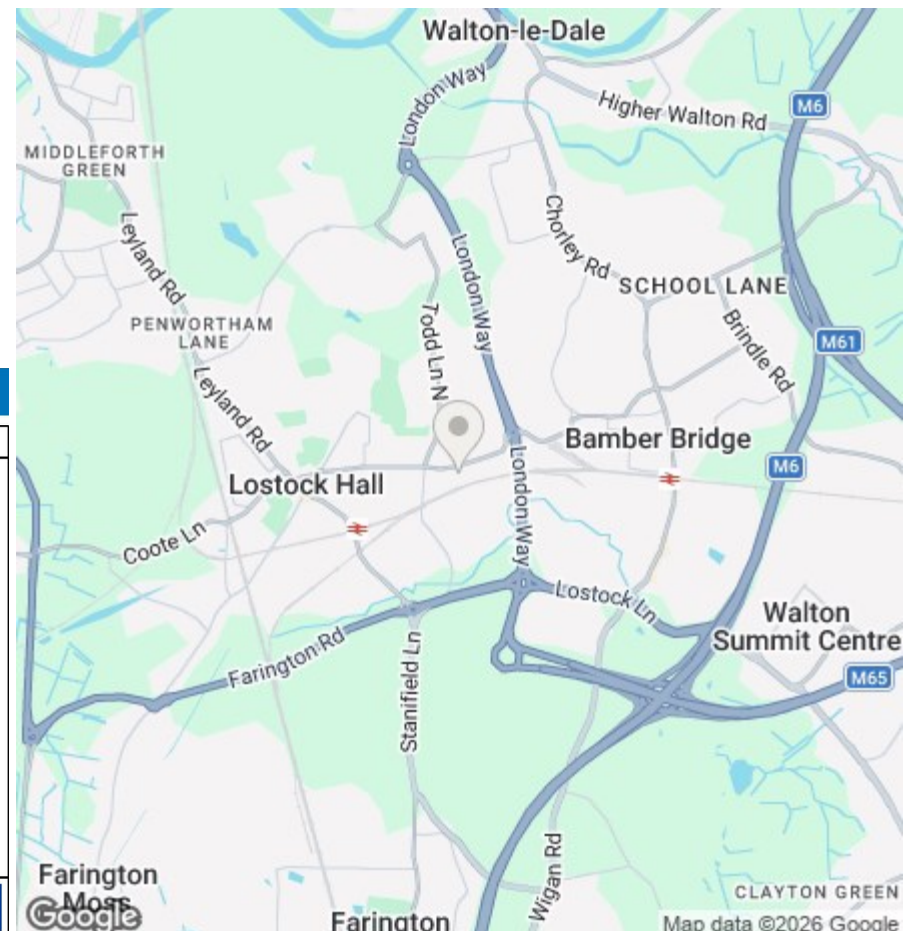 Walton-le-Dale
London Way
Higher Walton Rd
M6
MIDDLEFORTH
GREEN
Leyland Rd
London Way
Chorley Rd
SCHOOL LANE
PENWORTHAM
LANE
Todd Ln N
Brindle Rd
M61
Leyland Rd
Bamber Bridge
Lostock Hall
London Way
M6
Coote Ln
Lostock Ln
Walton
Summit Centre
Farington Rd
Stanifield Ln
M65
Wigan Rd
Farington
Moss
CLAYTON GREEN
Google
Farington
Map data ©2026 Google